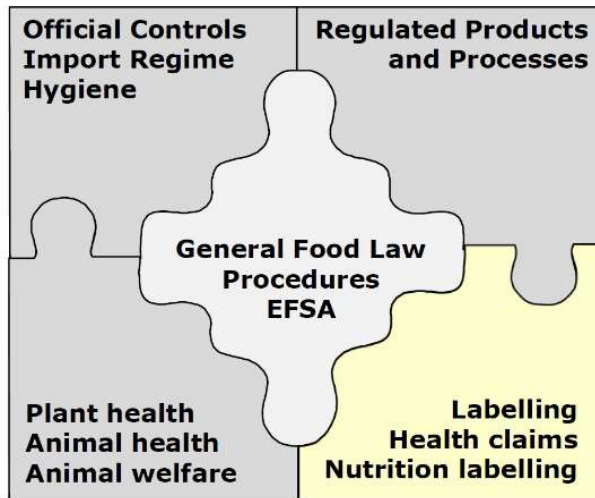 Official Controls
Import Regime
Hygiene
Regulated Products
and Processes
General Food Law
Procedures
EFSA
Plant health
Animal health
Animal welfare
Labelling
Health claims
Nutrition labelling